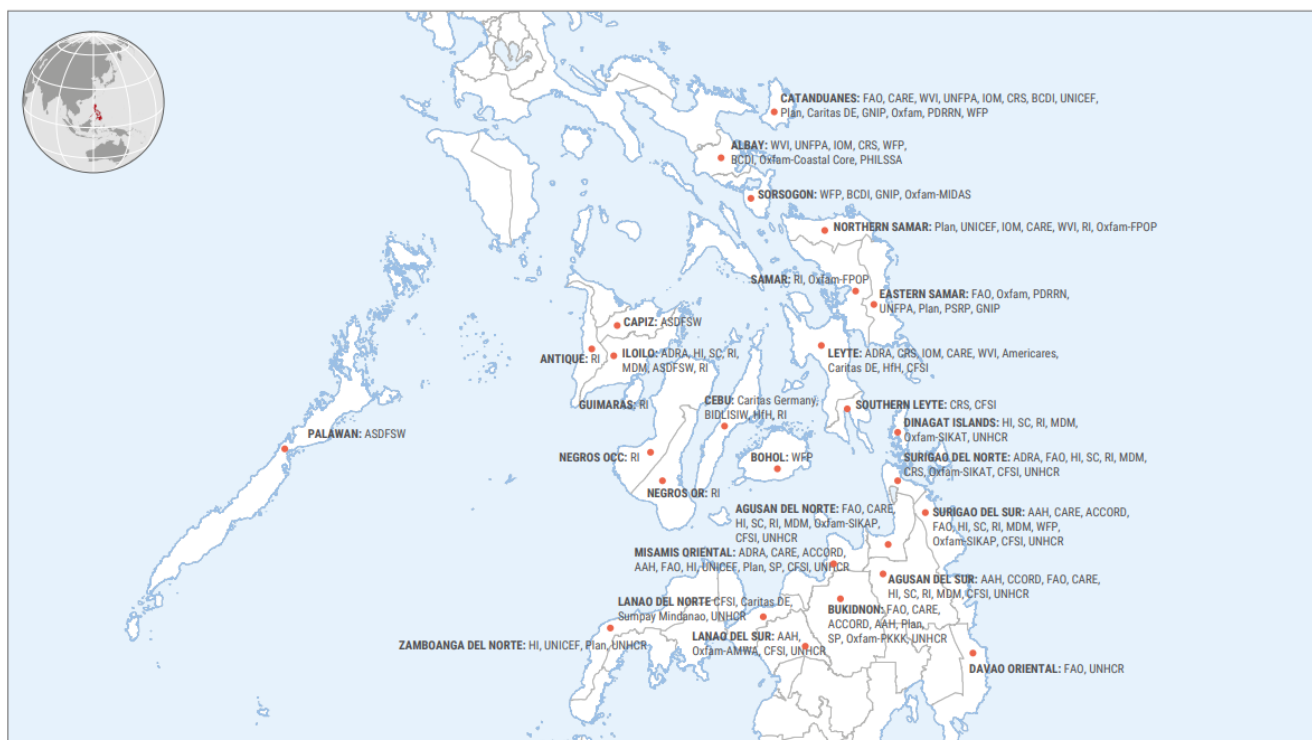 CATANDUANES: FAO, CARE, WVI, UNFPA, IOM, CRS, BCDI, UNICEF,
Plan, Caritas DE, GNIP, Oxfam, PDRRN, WFP
ALBAY: WVI, UNFPA, IOM, CRS, WFP,
BCDI, Oxfam-Coastal Core, PHILSSA
SORSOGON: WFP, BCDI, GNIP, Oxfam-MIDAS
NORTHERN SAMAR: Plan, UNICEF, IOM, CARE, WVI, RI, Oxfam-FPOP
SAMAR: RI, Oxfam-FPOP
EASTERN SAMAR: FAO, Oxfam, PDRRN,
UNFPA, Plan, PSRP, GNIP
CAPIZ: ASDFSW
ANTIQUE: RI
ILOILO: ADRA, HI, SC, RI,
MDM, ASDFSW, RI
LEYTE: ADRA, CRS, IOM, CARE, WVI, Americares,
Caritas DE, HfH, CFSI
GUIMARAS: RI
CEBU: Caritas Germany,
BIDLISIW, HfH, RI
SOUTHERN LEYTE: CRS, CFSI
DINAGAT ISLANDS: HI, SC, RI, MDM,
Oxfam-SIKAT, UNHCR
PALAWAN: ASDFSW
NEGROS OCC: RI
BOHOL: WFP
SURIGAO DEL NORTE: ADRA, FAO, HI, SC, RI, MDM,
CRS, Oxfam-SIKAT, CFSI, UNHCR
NEGROS OR: RI
AGUSAN DEL NORTE: FAO, CARE,
HI, SC, RI, MDM, Oxfam-SIKAP,
CFSI, UNHCR
SURIGAO DEL SUR: AAH, CARE, ACCORD,
FAO, HI, SC, RI, MDM, WFP,
Oxfam-SIKAP, CFSI, UNHCR
MISAMIS ORIENTAL: ADRA, CARE, ACCORD,
AAH, FAO, HI, UNICEF, Plan, SP, CFSI, UNHCR
AGUSAN DEL SUR: AAH, CCORD, FAO, CARE,
HI, SC, RI, MDM, CFSI, UNHCR
LANAO DEL NORTE CFSI, Caritas DE,
Sumpay Mindanao, UNHCR
BUKIDNON: FAO, CARE,
ACCORD, AAH, Plan,
SP, Oxfam-PKKK, UNHCR
ZAMBOANGA DEL NORTE: HI, UNICEF, Plan, UNHCR
LANAO DEL SUR: AAH,
Oxfam-AMWA, CFSI, UNHCR
DAVAO ORIENTAL: FAO, UNHCR